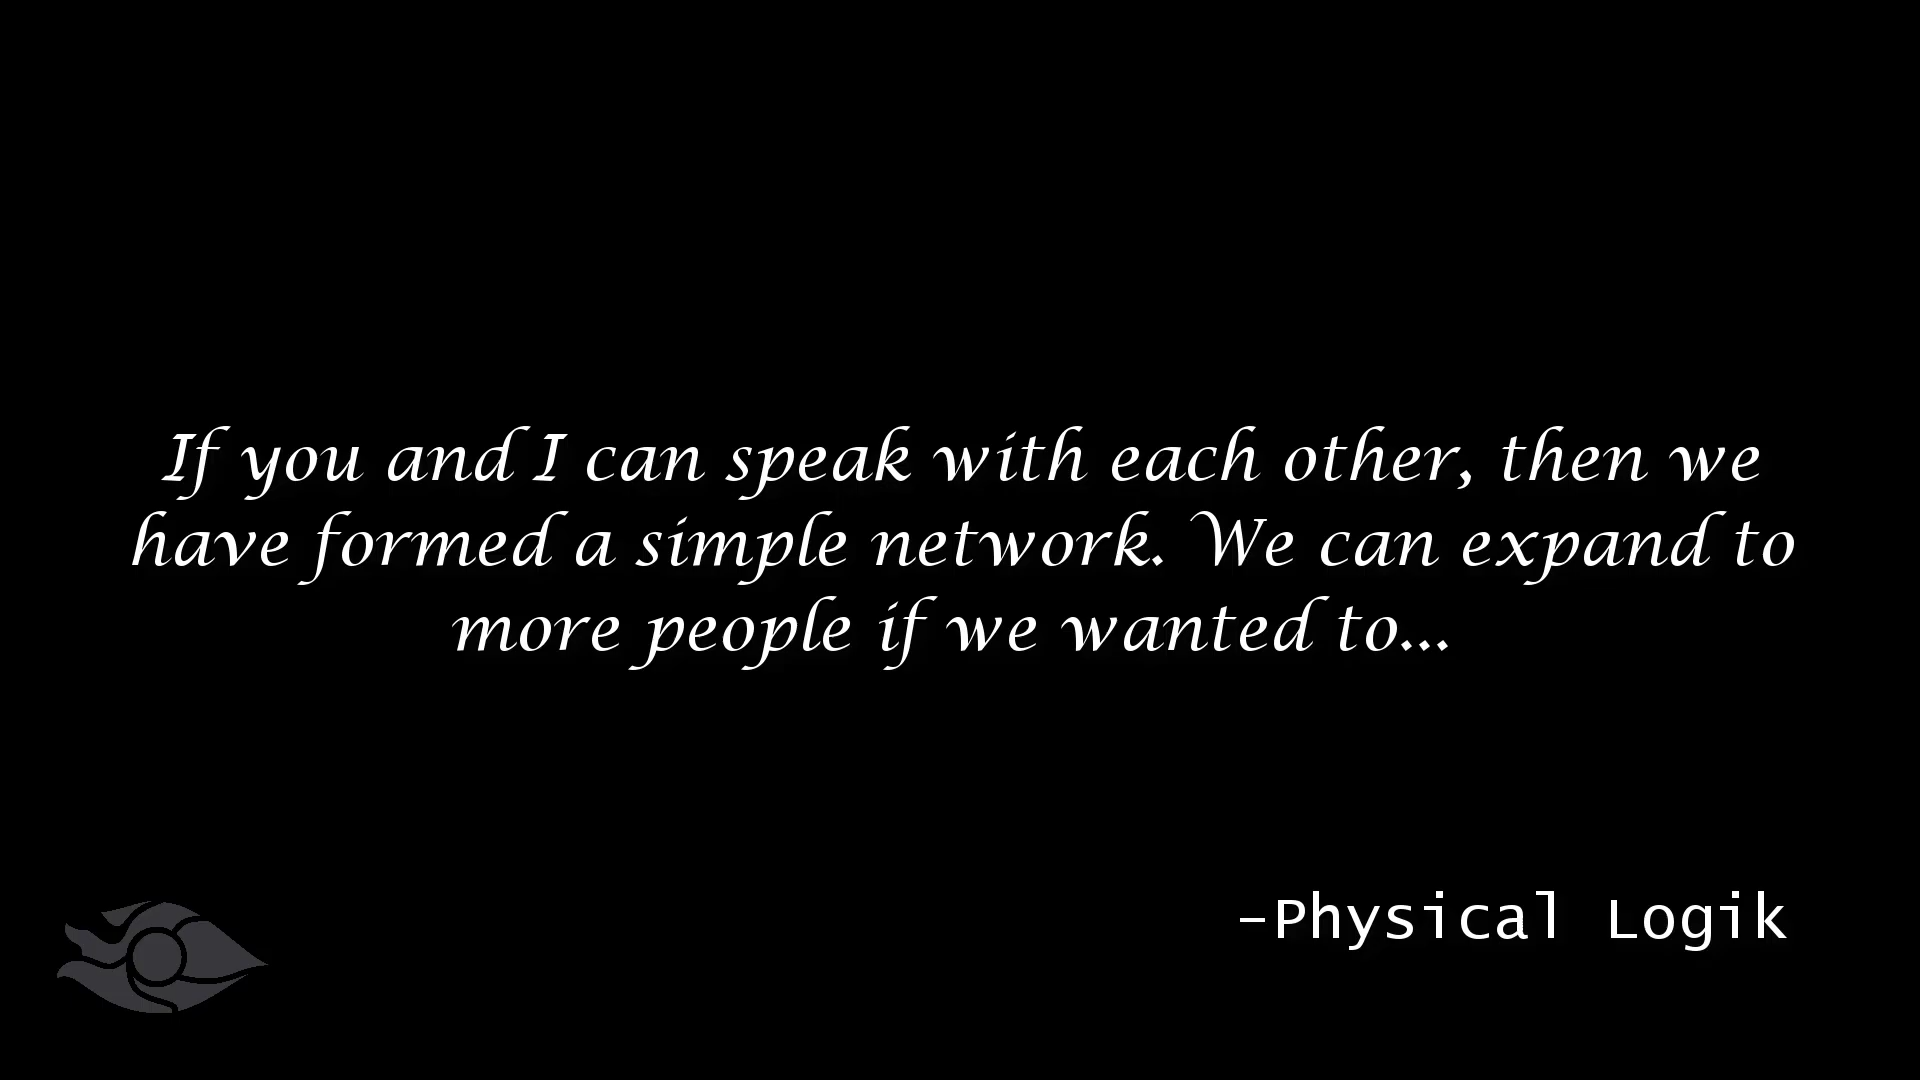 If you and I can speak with each other, then we
have formed a simple network. We can expand to
more people if we wanted to...
-Physical Logik